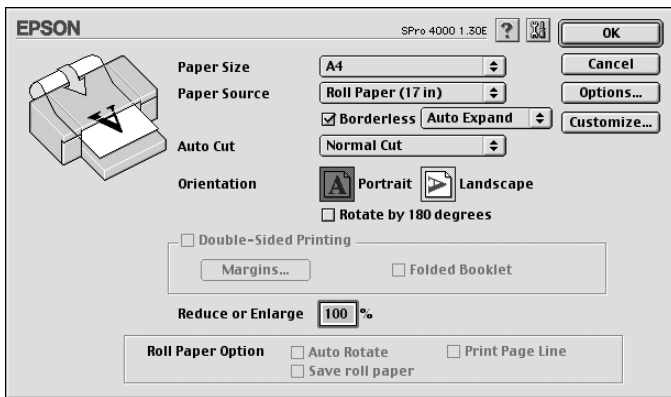 EPSON
SPro 4000 1.30E ?
OK
Paper Size A4 Cancel
Paper Source Roll Paper (17 in) Options...
Borderless Auto Expand Customize...
Auto Cut Normal Cut
Orientation A Portrait A Landscape
Rotate by 180 degrees
Double-Sided Printing
Margins... Folded Booklet
Reduce or Enlarge 100 %
Roll Paper Option Auto Rotate Print Page Line
Save roll paper
A